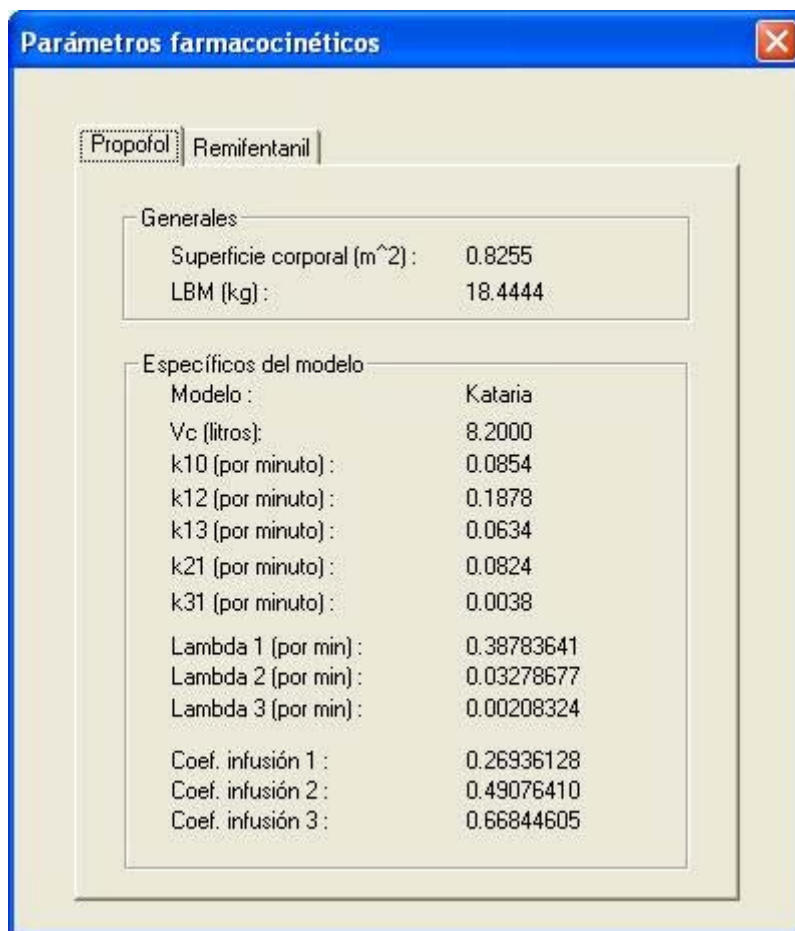 Parámetros farmacocinéticos
Propofol Remifentanil
Generales
Superficie corporal (m^2) : 0.8255
LBM (kg) : 18.4444
Específicos del modelo
Modelo : Kataria
Vc (litros): 8.2000
k10 (por minuto) : 0.0854
k12 (por minuto) : 0.1878
k13 (por minuto) : 0.0634
k21 (por minuto) : 0.0824
k31 (por minuto) : 0.0038
Lambda 1 (por min) : 0.38783641
Lambda 2 (por min) : 0.03278677
Lambda 3 (por min) : 0.00208324
Coef. infusión 1 : 0.26936128
Coef. infusión 2 : 0.49076410
Coef. infusión 3 : 0.66844605